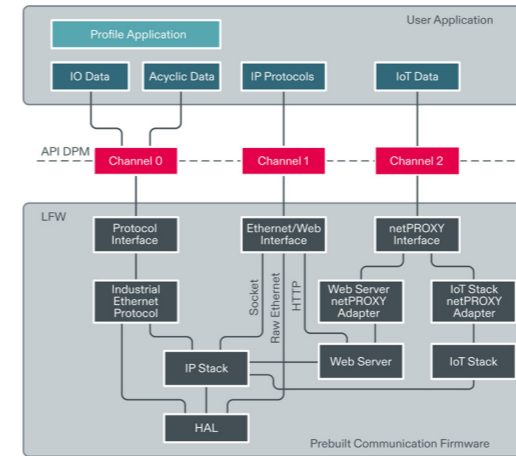 User Application
Profile Application
IO Data
Acyclic Data
IP Protocols
IoT Data
API DPM
Channel 0
Channel 1
Channel 2
LFW
Protocol
Interface
Ethernet/Web
Interface
netPROXY
Interface
Socket
Raw Ethernet
HTTP
Industrial
Ethernet
Protocol
Web Server
netPROXY
Adapter
IoT Stack
netPROXY
Adapter
IP Stack
Web Server
IoT Stack
HAL
Prebuilt Communication Firmware